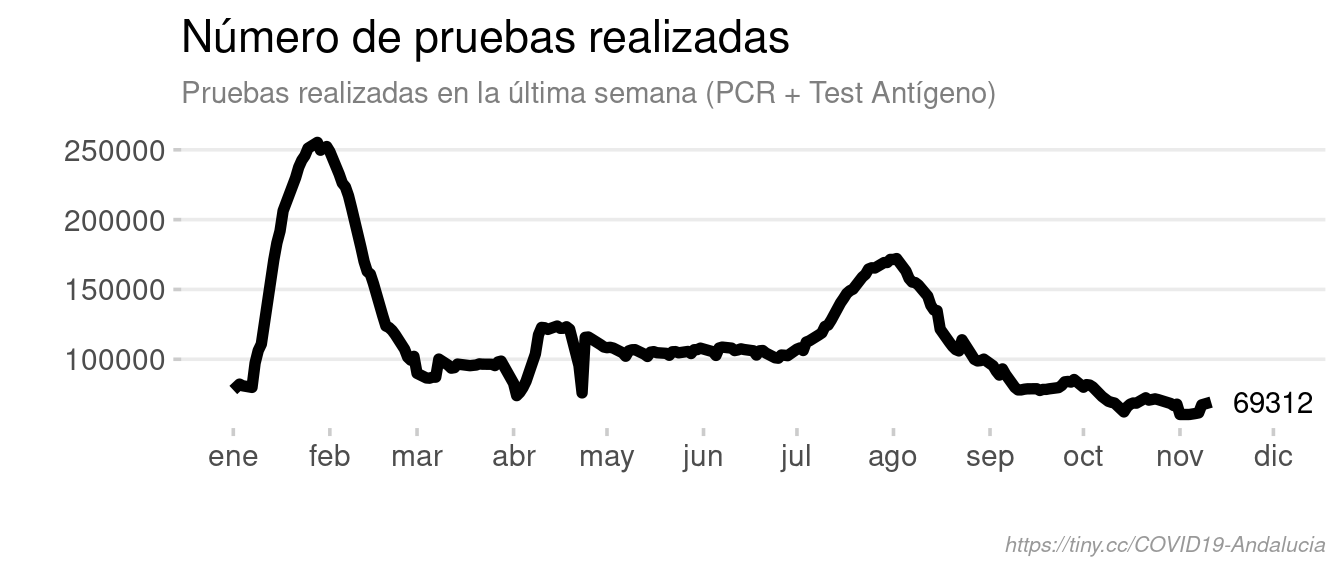 Número de pruebas realizadas
Pruebas realizadas en la última semana (PCR + Test Antígeno)
250000
200000
150000
100000
69312
ene feb mar abr may jun jul ago sep oct nov dic
https://tiny.cc/COVID19-Andalucia